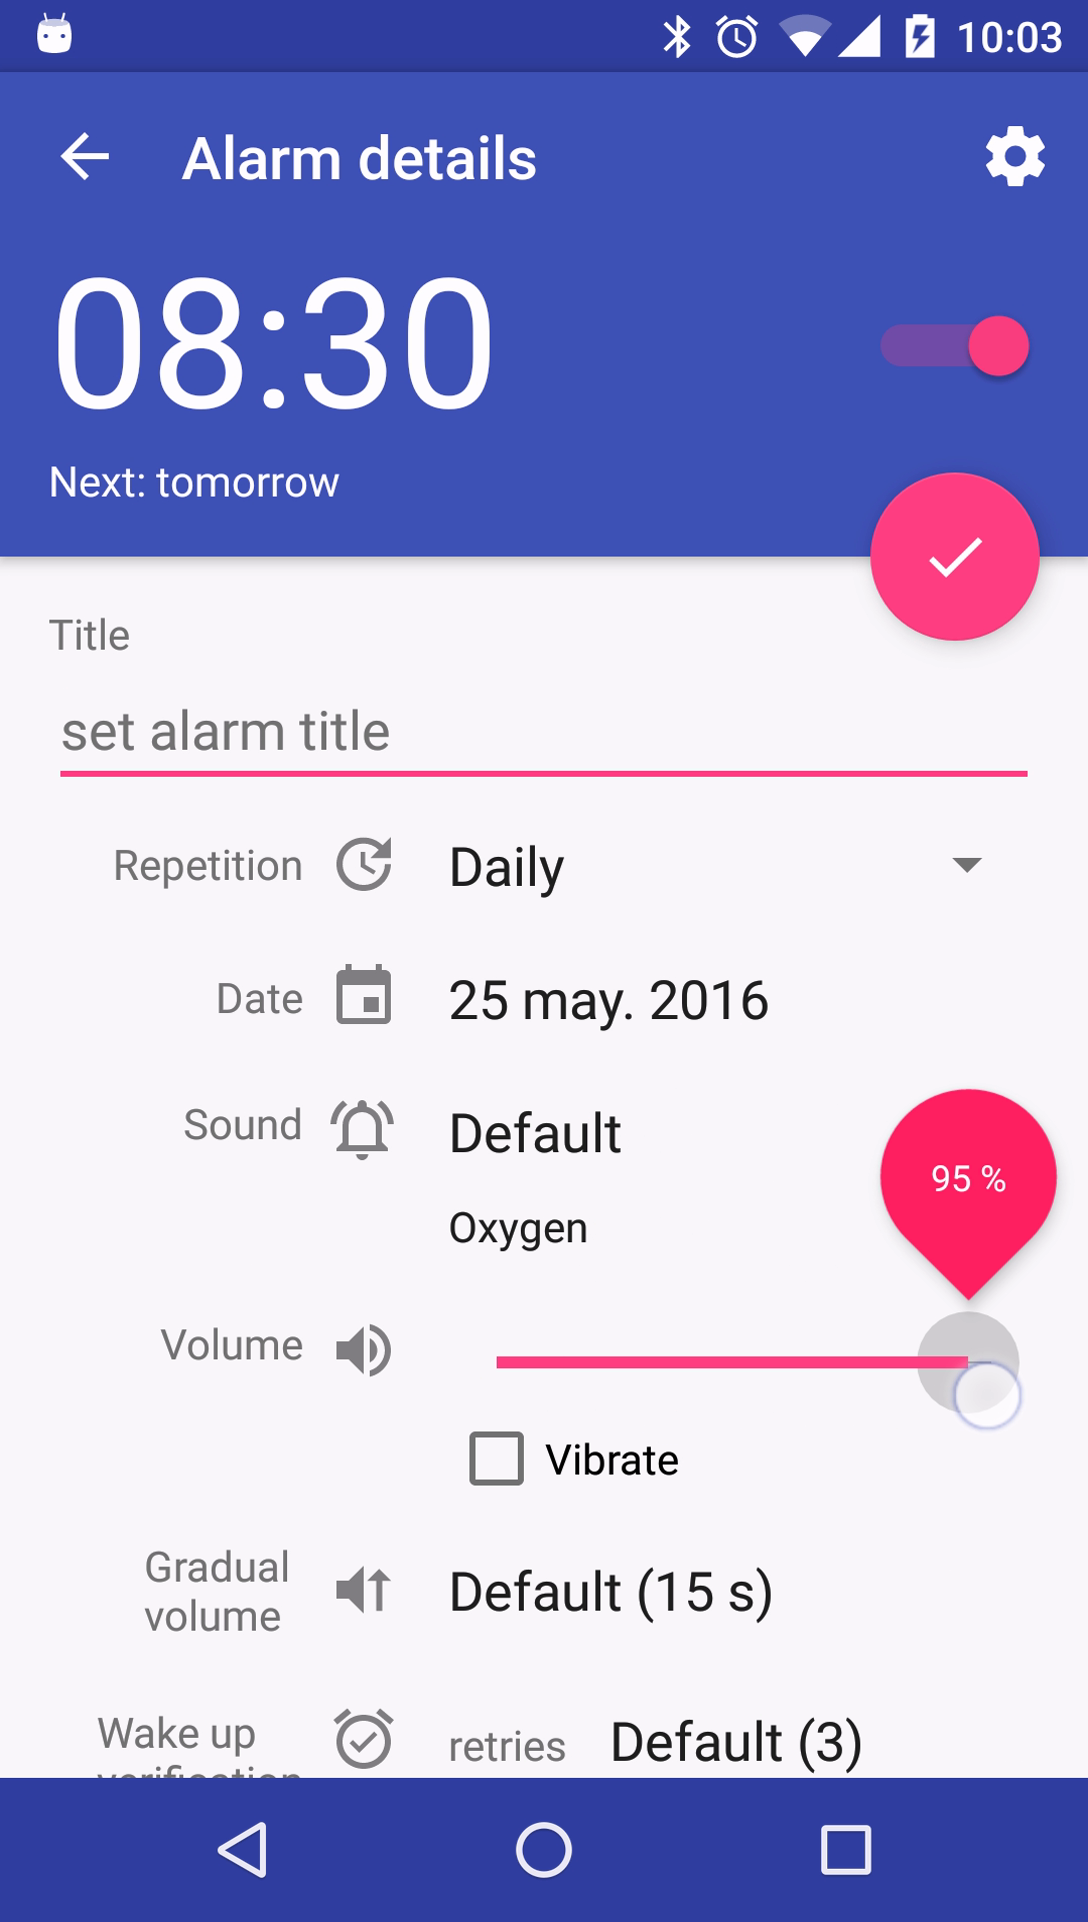 10:03
Alarm details
08:30
Next: tomorrow
Title
set alarm title
Repetition Daily
Date 25 may. 2016
Sound Default
95 %
Oxygen
Volume
Vibrate
Gradual
volume
Default (15 s)
Wake up
verification
retries Default (3)